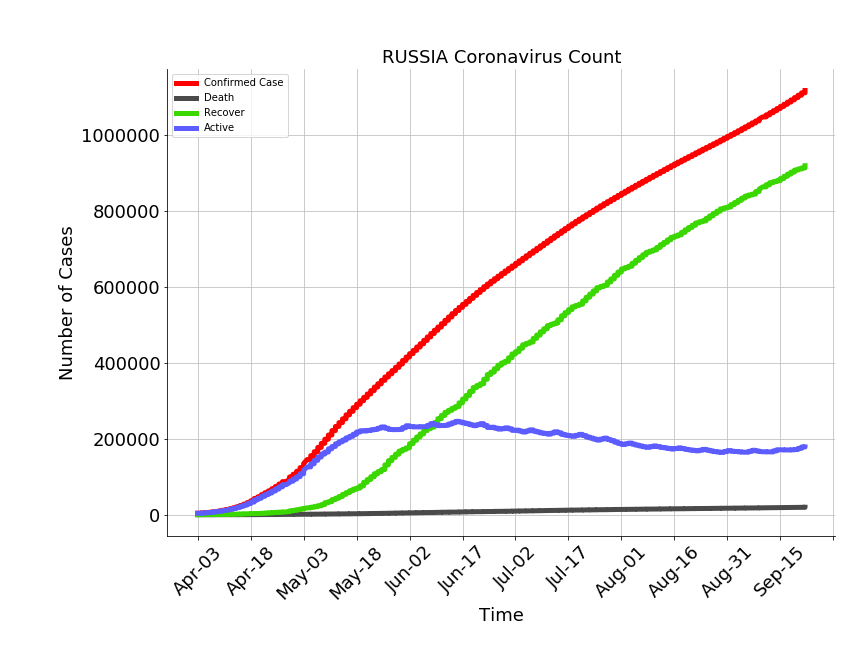 RUSSIA Coronavirus Count
Confirmed Case
Death
Recover
Active
1000000
800000
600000
400000
200000
0
Number of Cases
Apr-03
Apr-18
May-03
May-18
Jun-02
Jun-17
Jul-02
Jul-17
Aug-01
Aug-16
Aug-31
Sep-15
Time